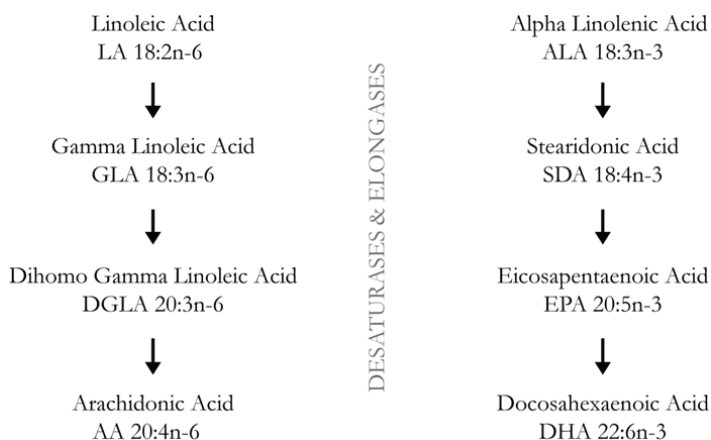 Linoleic Acid
LA 18:2n-6
Gamma Linoleic Acid
GLA 18:3n-6
Dihomo Gamma Linoleic Acid
DGLA 20:3n-6
Arachidonic Acid
AA 20:4n-6
DESATURASES & ELONGASES
Alpha Linolenic Acid
ALA 18:3n-3
Stearidonic Acid
SDA 18:4n-3
Eicosapentaenoic Acid
EPA 20:5n-3
Docosahexaenoic Acid
DHA 22:6n-3